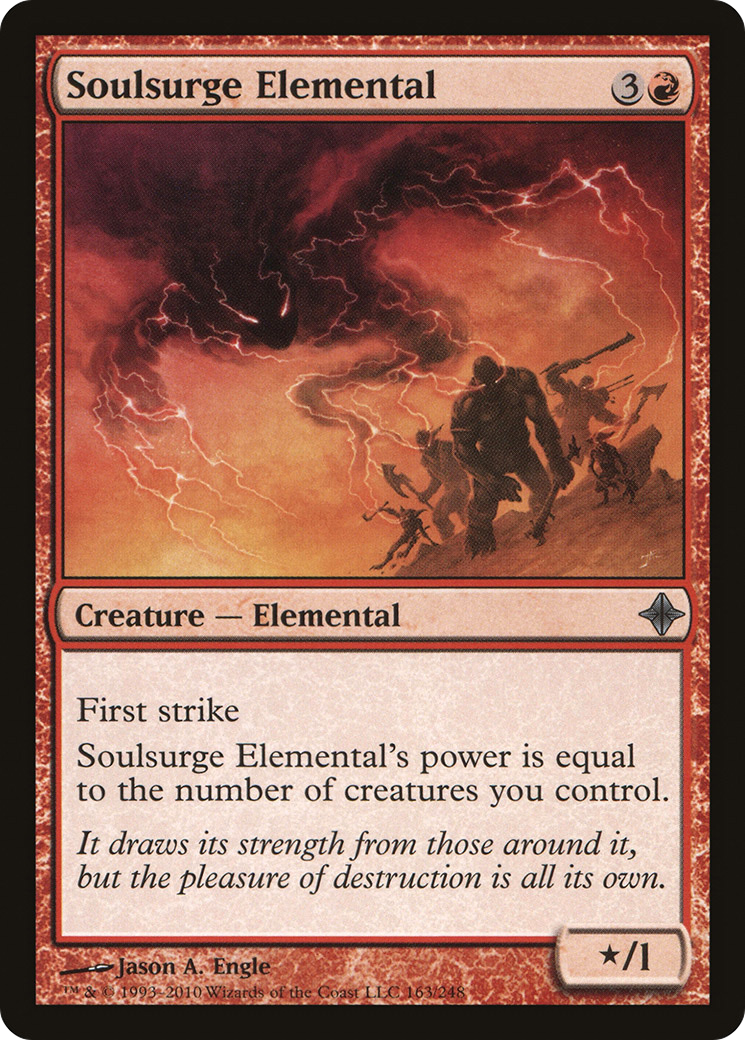 Soulsurge Elemental 3
Creature — Elemental
First strike
Soulsurge Elemental's power is equal
to the number of creatures you control.
It draws its strength from those around it,
but the pleasure of destruction is all its own.
★/1
Jason A. Engle
™ & © 1993–2010 Wizards of the Coast LLC 163/248